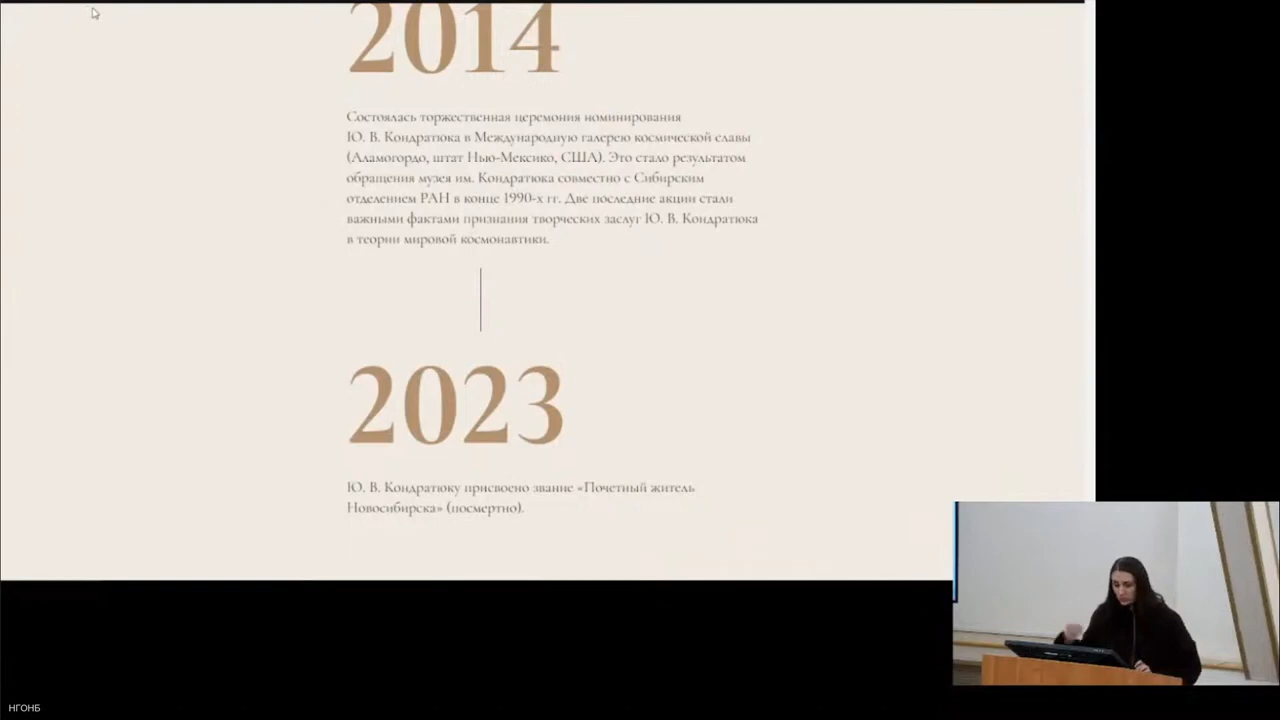 2014
Состоялась торжественная церемония номинирования
Ю. В. Кондратюка в Международную галерею космической славы
(Аламогордо, штат Нью-Мексико, США). Это стало результатом
обращения музея им. Кондратюка совместно с Сибирским
отделением РАН в конце 1990-х гг. Две последние акции стали
важными фактами признания творческих заслуг Ю. В. Кондратюка
в теории мировой космонавтики.
2023
Ю. В. Кондратюку присвоено звание «Почетный житель
Новосибирска» (посмертно).
НГОНБ